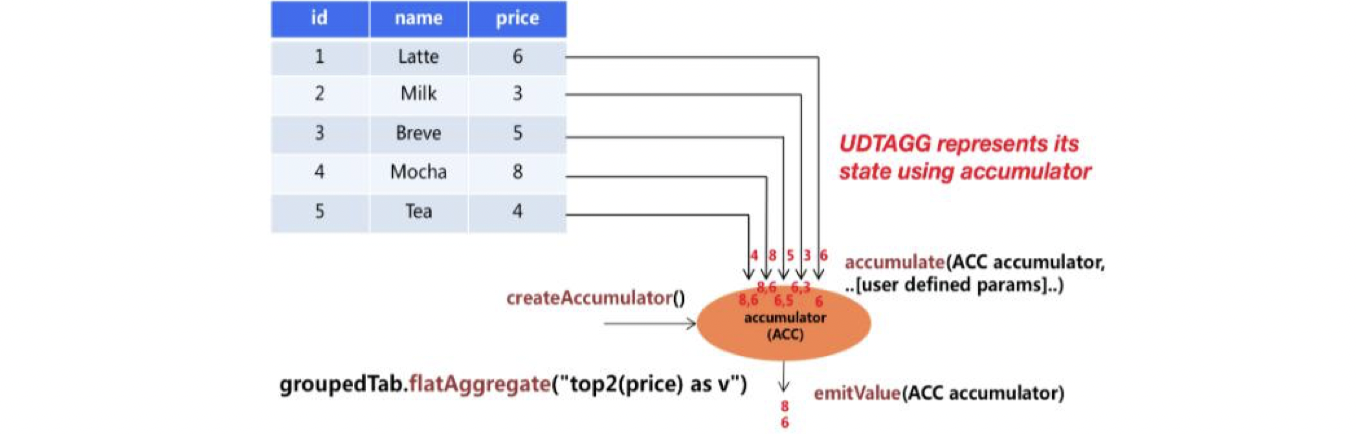 id name price
1 Latte 6
2 Milk 3
3 Breve 5
4 Mocha 8
5 Tea 4
UDTAGG represents its
state using accumulator
4 8 5 3 6
accumulate(ACC accumulator,
..[user defined params]..)
createAccumulator()
8,6 6,3
8,6 6,5 6
accumulator
(ACC)
groupedTab.flatAggregate("top2(price) as v")
emitValue(ACC accumulator)
8
6